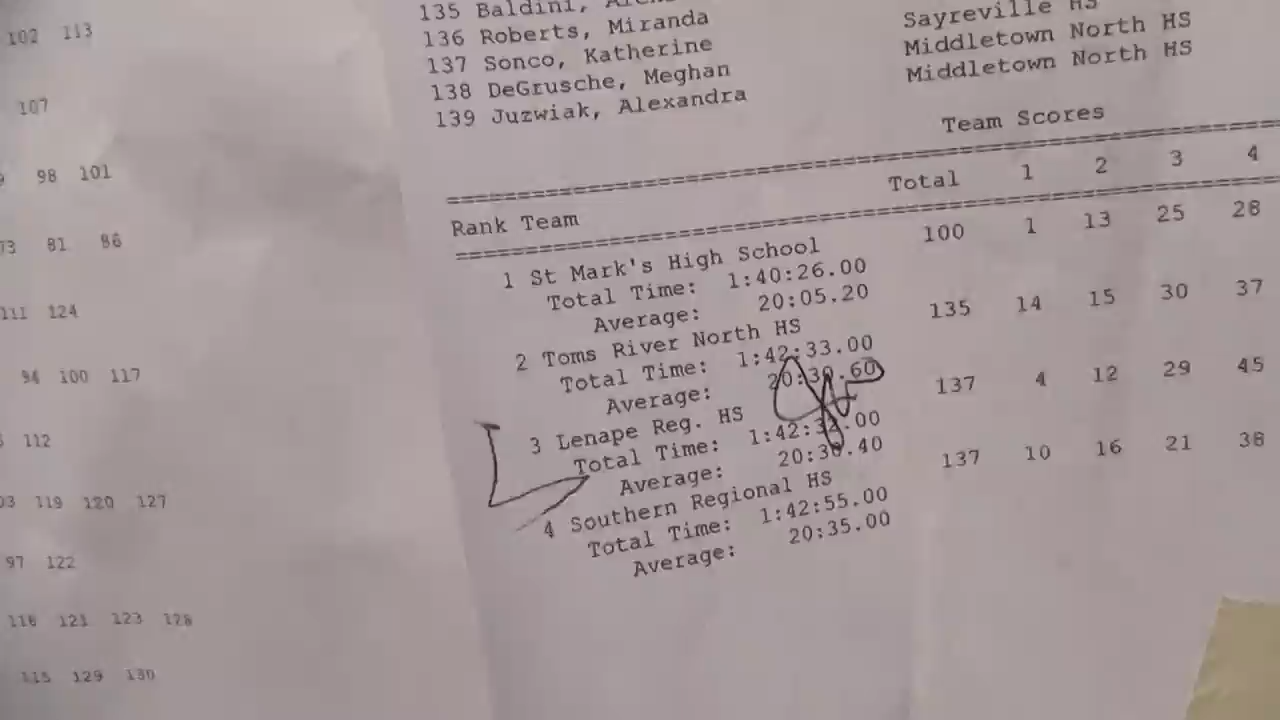 102 113
107
98 101
81 86
111 124
94 100 117
112
119 120 127
97 122
118 121 123 128
115 129 130
135 Baldini,
136 Roberts, Miranda Sayreville HS
137 Sonco, Katherine Middletown North HS
138 DeGrusche, Meghan Middletown North HS
139 Juzwiak, Alexandra
Team Scores
Rank Team Total 1 2 3 4
1 St Mark's High School 100 1 13 25 28
Total Time: 1:40:26.00
Average: 20:05.20
2 Toms River North HS 135 14 15 30 37
Total Time: 1:42:33.00
Average: 20:30.60
3 Lenape Reg. HS 137 4 12 29 45
Total Time: 1:42:32.00
Average: 20:30.40
4 Southern Regional HS 137 10 16 21 38
Total Time: 1:42:55.00
Average: 20:35.00